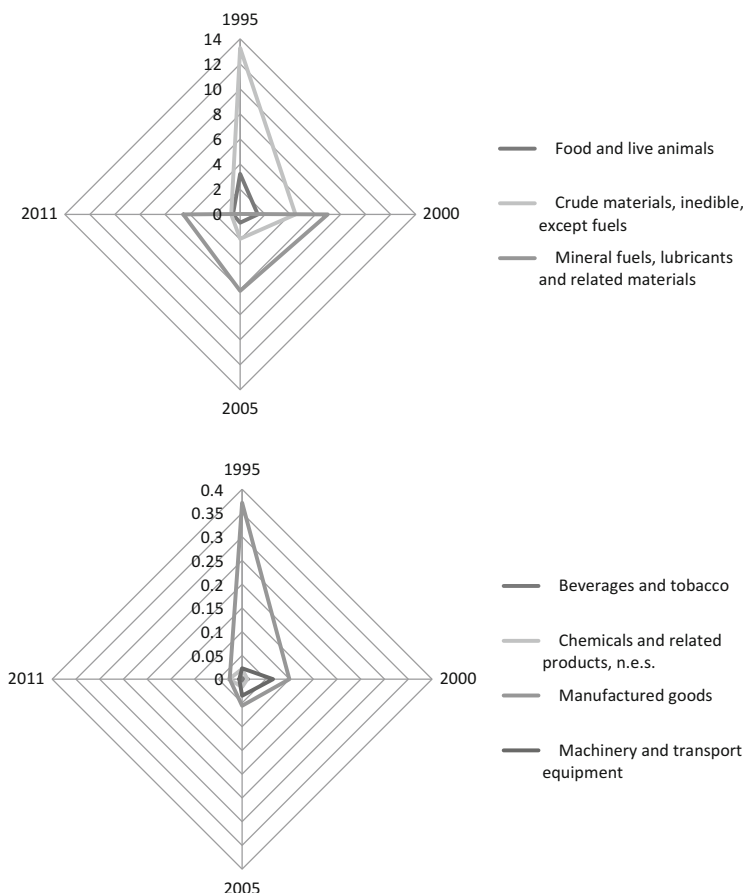 1995
14
12
10
8
6
4
2
0
2011
2000
2005
Food and live animals
Crude materials, inedible,
except fuels
Mineral fuels, lubricants
and related materials
1995
0.4
0.35
0.3
0.25
0.2
0.15
0.1
0.05
0
2011
2000
2005
Beverages and tobacco
Chemicals and related
products, n.e.s.
Manufactured goods
Machinery and transport
equipment